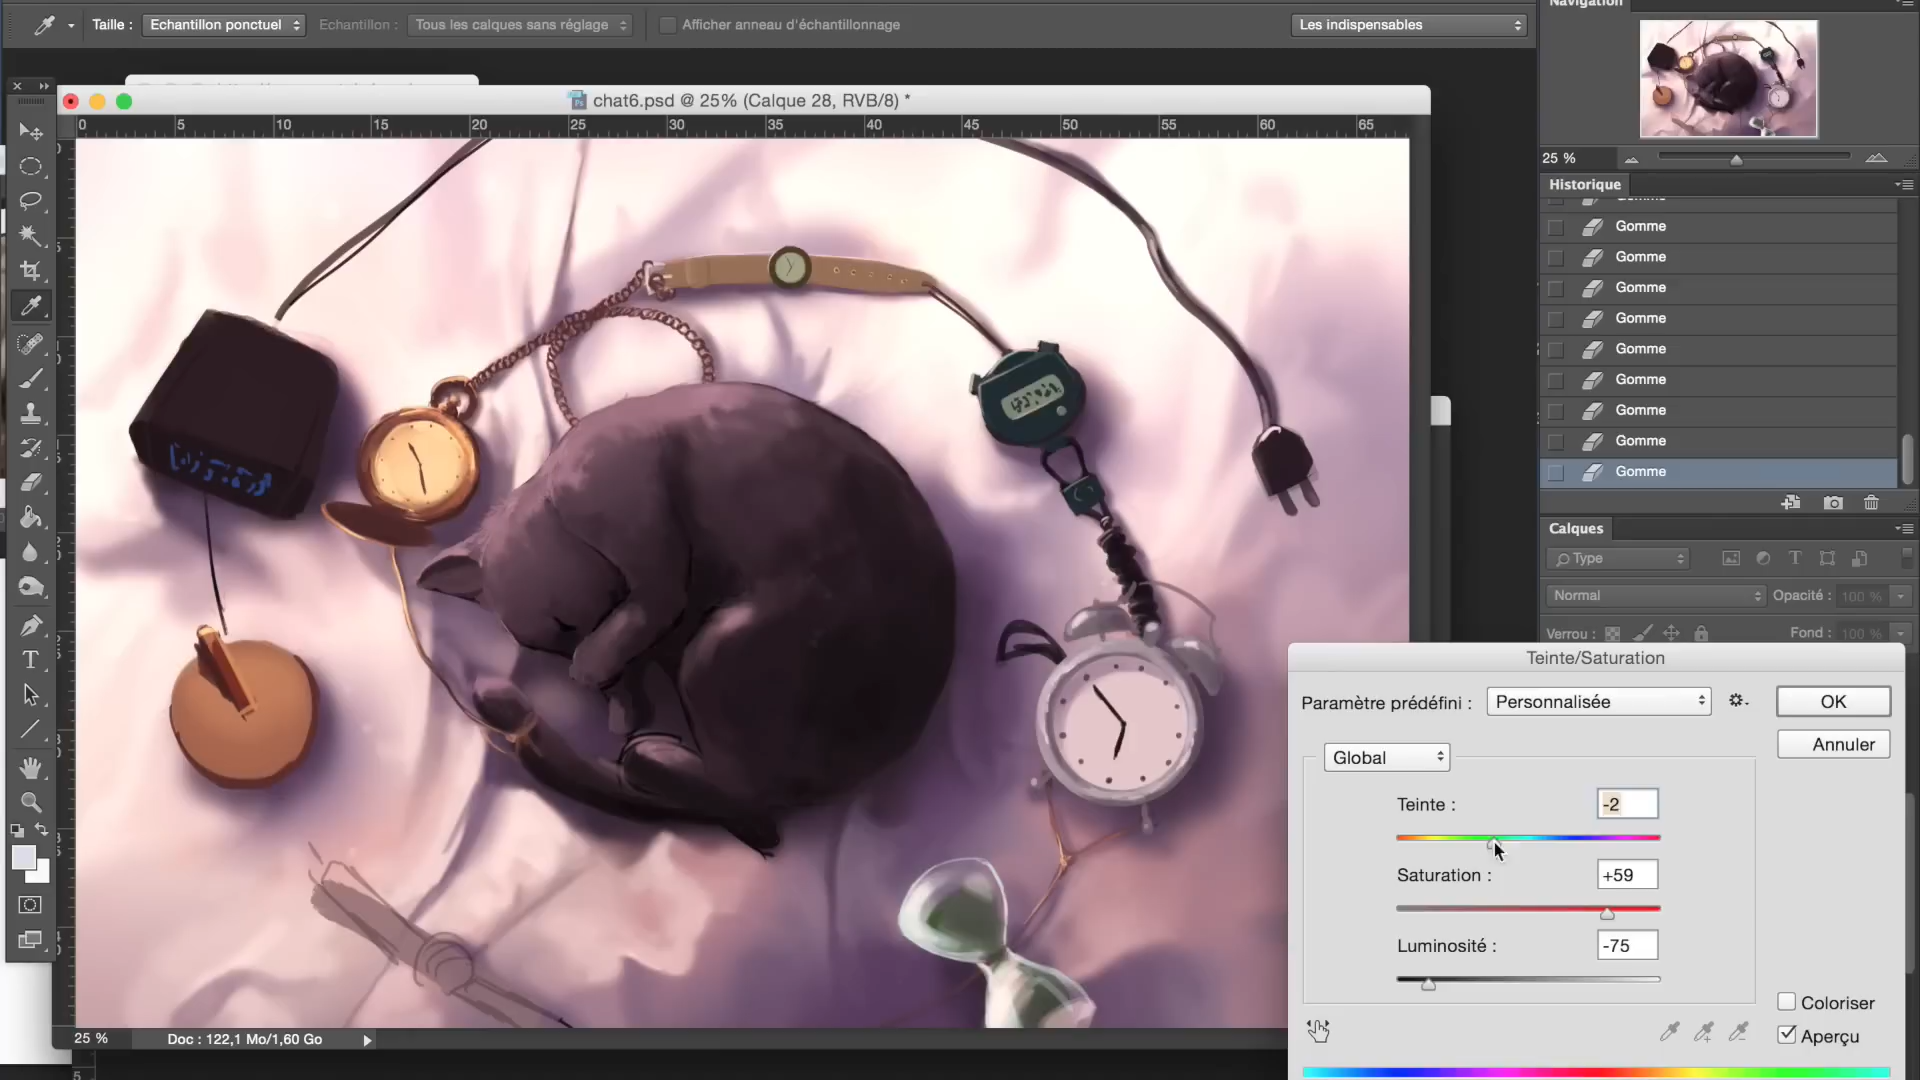 Navigation
Taille :
Echantillon ponctuel
Echantillon :
Tous les calques sans réglage
Afficher anneau d'échantillonnage
Les indispensables
chat6.psd @ 25% (Calque 28, RVB/8) *
0 5 10 15 20 25 30 35 40 45 50 55 60 65
25 %
Historique
Gomme
Gomme
Gomme
Gomme
Gomme
Gomme
Gomme
Gomme
Gomme
Gomme
Calques
Type
Normal
Opacité : 100 %
Verrou :
Fond : 100 %
Teinte/Saturation
Paramètre prédéfini :
Personnalisée
OK
Annuler
Global
Teinte :
-2
Saturation :
+59
Luminosité :
-75
Coloriser
Aperçu
25 %
Doc : 122,1 Mo/1,60 Go